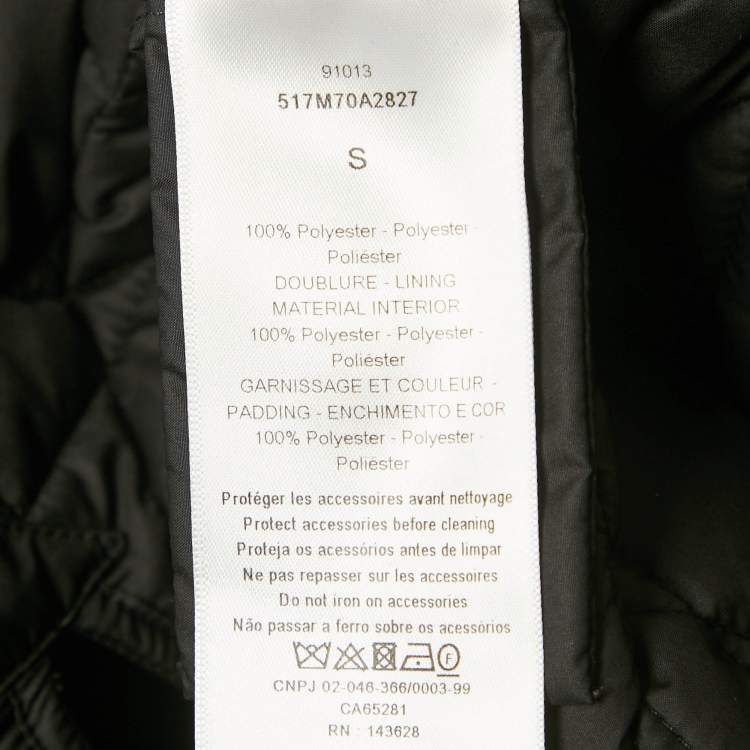 91013
517M70A2827
S
100% Polyester - Polyester -
Poliéster
DOUBLURE - LINING
MATERIAL INTERIOR
100% Polyester - Polyester -
Poliéster
GARNISSAGE ET COULEUR -
PADDING - ENCHIMENTO E COR
100% Polyester - Polyester -
Poliéster
Protéger les accessoires avant nettoyage
Protect accessories before cleaning
Proteja os acessórios antes de limpar
Ne pas repasser sur les accessoires
Do not iron on accessories
Não passar a ferro sobre os acessórios
F
CNPJ 02-046-366/0003-99
CA65281
RN : 143628